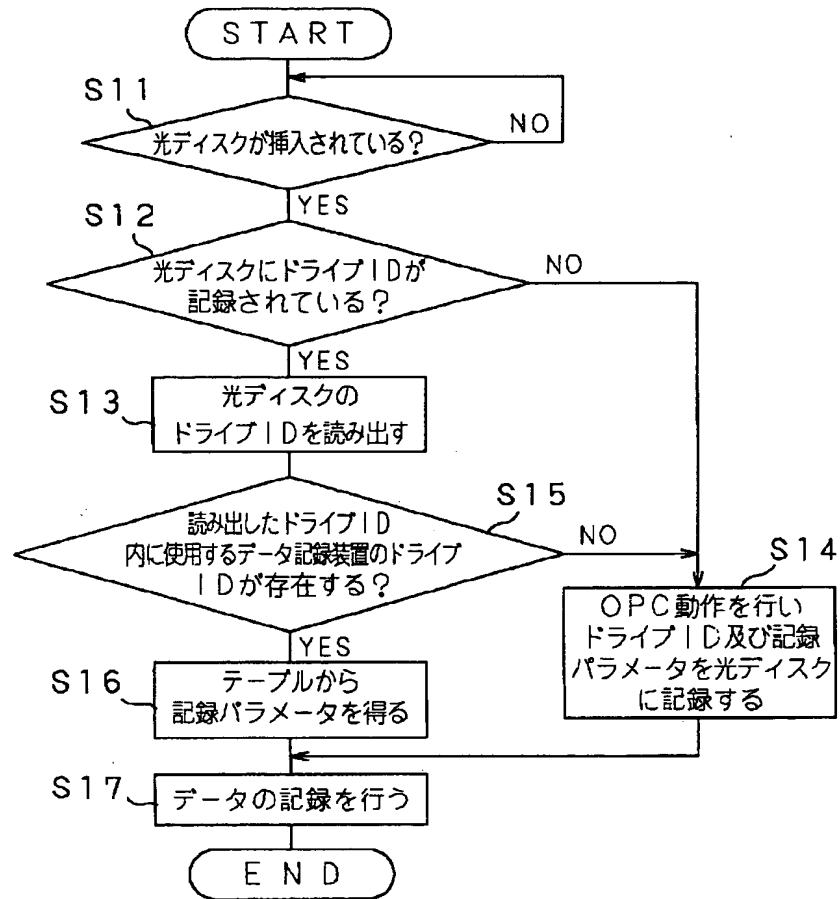 START
S11
光ディスクが挿入されている?
NO
YES
S12
光ディスクにドライブIDが
記録されている?
NO
YES
S13
光ディスクの
ドライブIDを読み出す
S15
読み出したドライブID
内に使用するデータ記録装置のドライブ
IDが存在する?
NO
YES
S14
OPC動作を行い
ドライブID及び記録
パラメータを光ディスク
に記録する
S16
テーブルから
記録パラメータを得る
S17
データの記録を行う
END